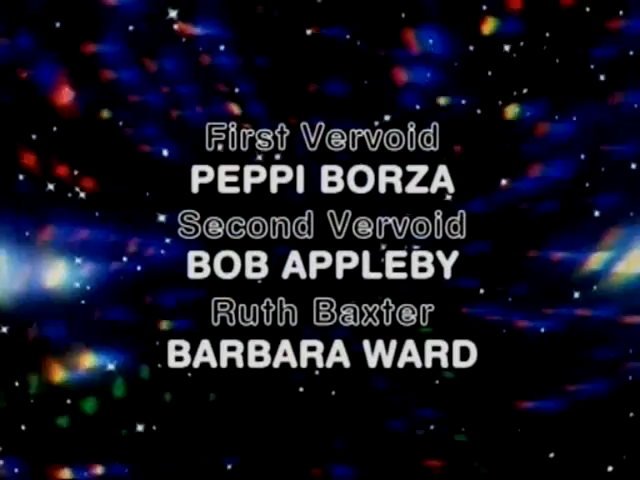 First Vervoid
PEPPI BORZA
Second Vervoid
BOB APPLEBY
Ruth Baxter
BARBARA WARD